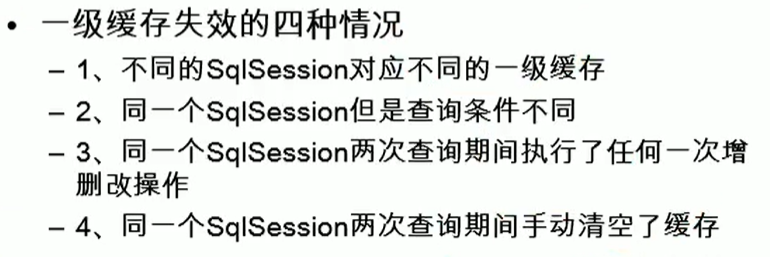 • 一级缓存失效的四种情况
– 1、不同的SqlSession对应不同的一级缓存
– 2、同一个SqlSession但是查询条件不同
– 3、同一个SqlSession两次查询期间执行了任何一次增
删改操作
– 4、同一个SqlSession两次查询期间手动清空了缓存